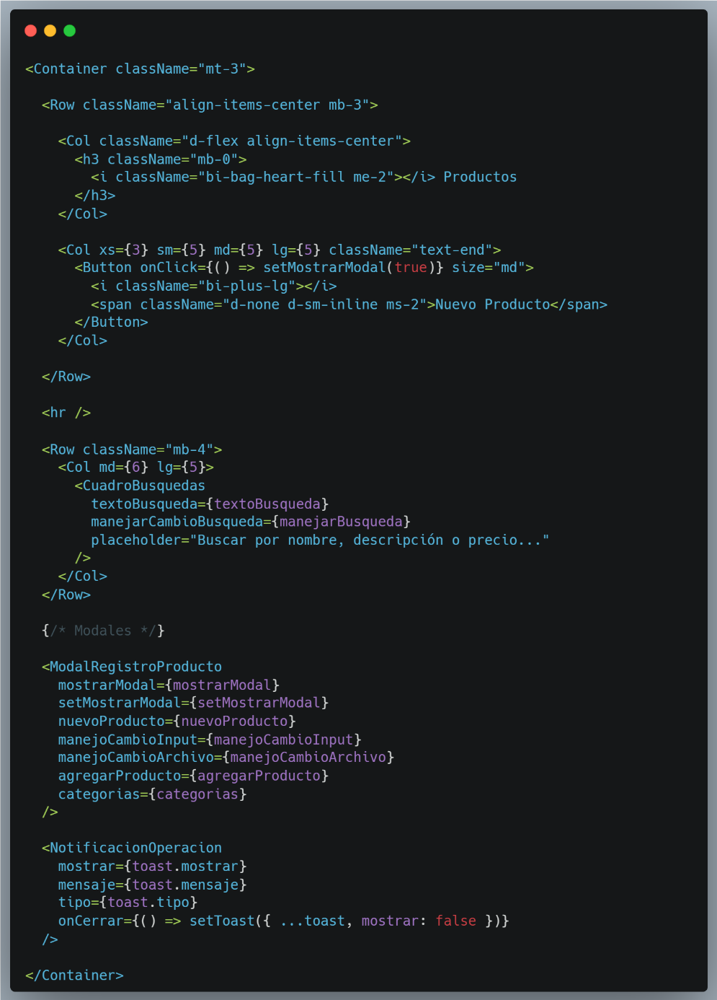 <Container className="mt-3">
<Row className="align-items-center mb-3">
<Col className="d-flex align-items-center">
<h3 className="mb-0">
<i className="bi-bag-heart-fill me-2"></i> Productos
</h3>
</Col>
<Col xs={3} sm={5} md={5} lg={5} className="text-end">
<Button onClick={() => setMostrarModal(true)} size="md">
<i className="bi-plus-lg"></i>
<span className="d-none d-sm-inline ms-2">Nuevo Producto</span>
</Button>
</Col>
</Row>
<hr />
<Row className="mb-4">
<Col md={6} lg={5}>
<CuadroBusquedas
textoBusqueda={textoBusqueda}
manejarCambioBusqueda={manejarBusqueda}
placeholder="Buscar por nombre, descripción o precio..."
/>
</Col>
</Row>
{/* Modales */}
<ModalRegistroProducto
mostrarModal={mostrarModal}
setMostrarModal={setMostrarModal}
nuevoProducto={nuevoProducto}
manejoCambioInput={manejoCambioInput}
manejoCambioArchivo={manejoCambioArchivo}
agregarProducto={agregarProducto}
categorias={categorias}
/>
<NotificacionOperacion
mostrar={toast.mostrar}
mensaje={toast.mensaje}
tipo={toast.tipo}
onCerrar={() => setToast({ ...toast, mostrar: false })}
/>
</Container>